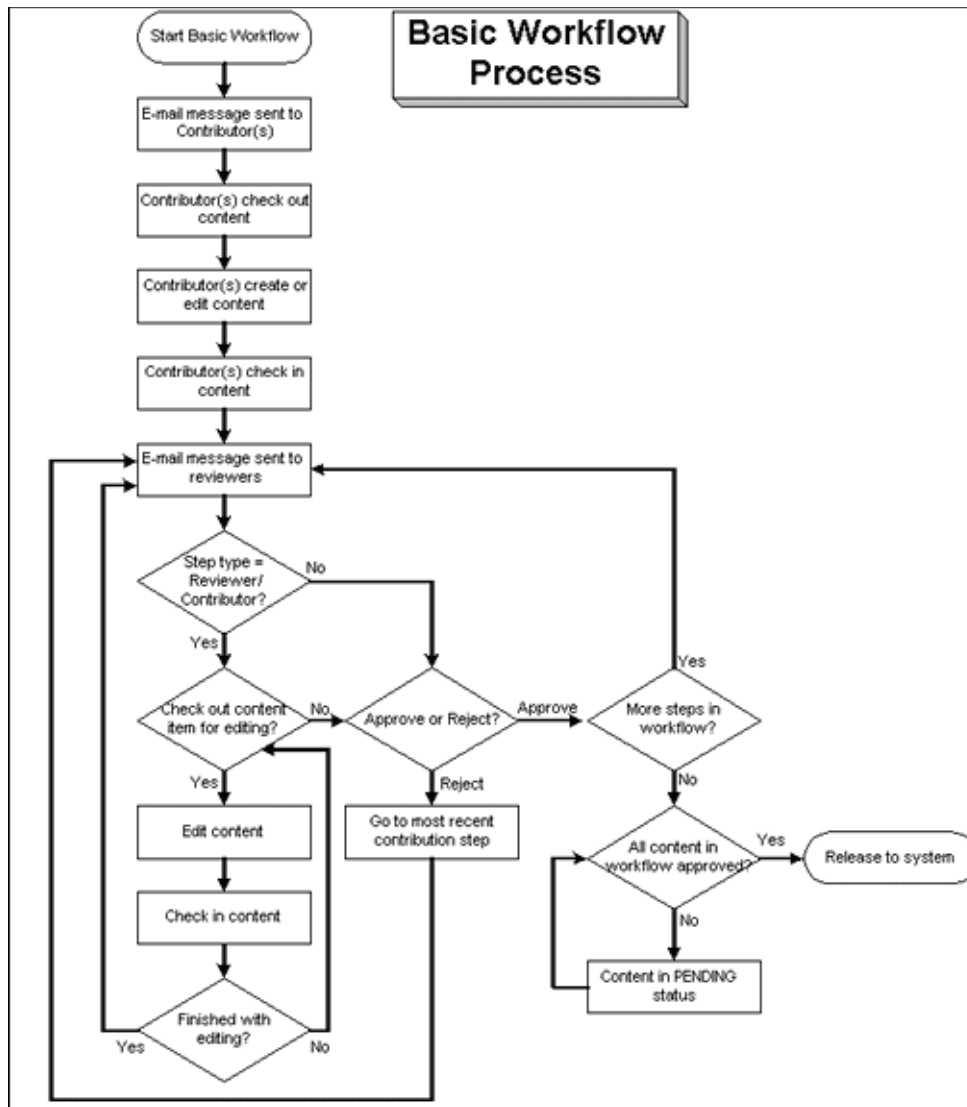 Start Basic Workflow
Basic Workflow
Process
E-mail message sent to
Contributor(s)
Contributor(s) check out
content
Contributor(s) create or
edit content
Contributor(s) check in
content
E-mail message sent to
reviewers
Step type =
Reviewer/
Contributor?
No
Yes
Check out content
item for editing?
No
Yes
Approve or Reject?
Approve
Reject
More steps in
workflow?
Yes
No
Edit content
Go to most recent
contribution step
All content in
workflow approved?
Yes
No
Release to
system
Check in content
Content in PENDING
status
Finished with
editing?
Yes
No